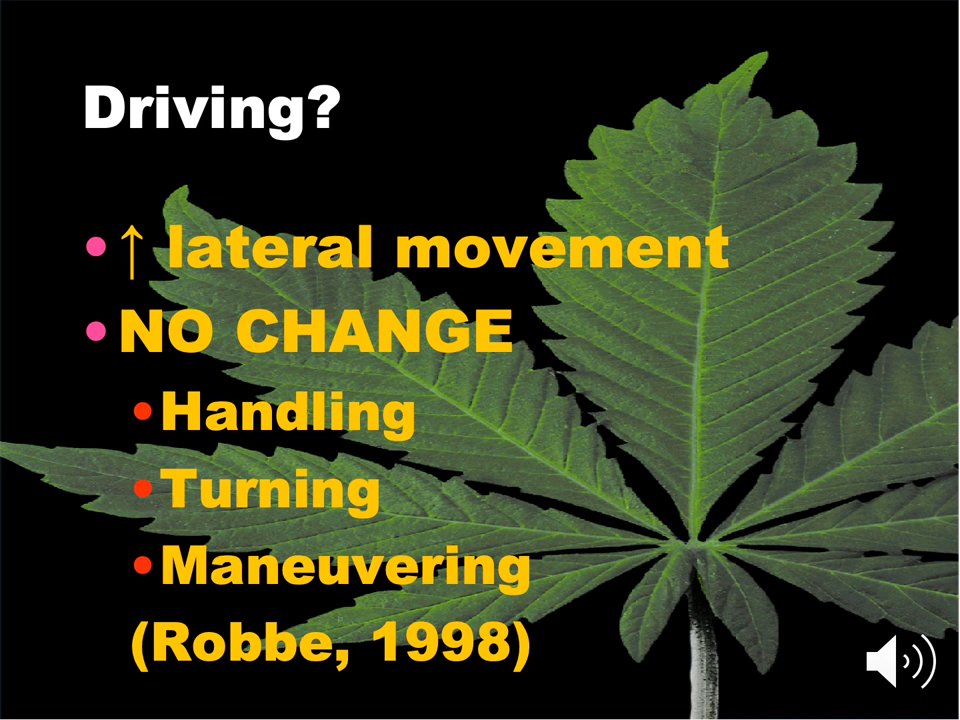 Driving?
• ↑ lateral movement
• NO CHANGE
• Handling
• Turning
• Maneuvering
(Robbe, 1998)